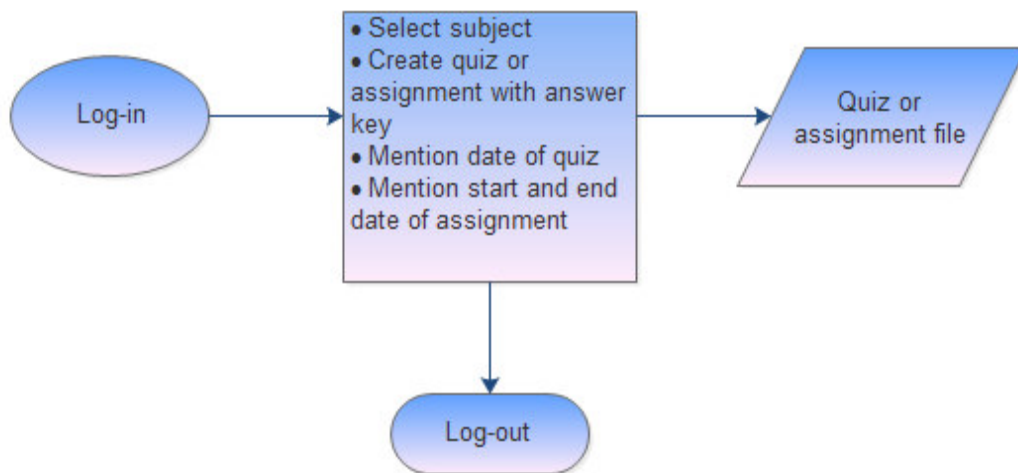 Log-in
• Select subject
• Create quiz or
assignment with answer
key
• Mention date of quiz
• Mention start and end
date of assignment
Quiz or
assignment file
Log-out